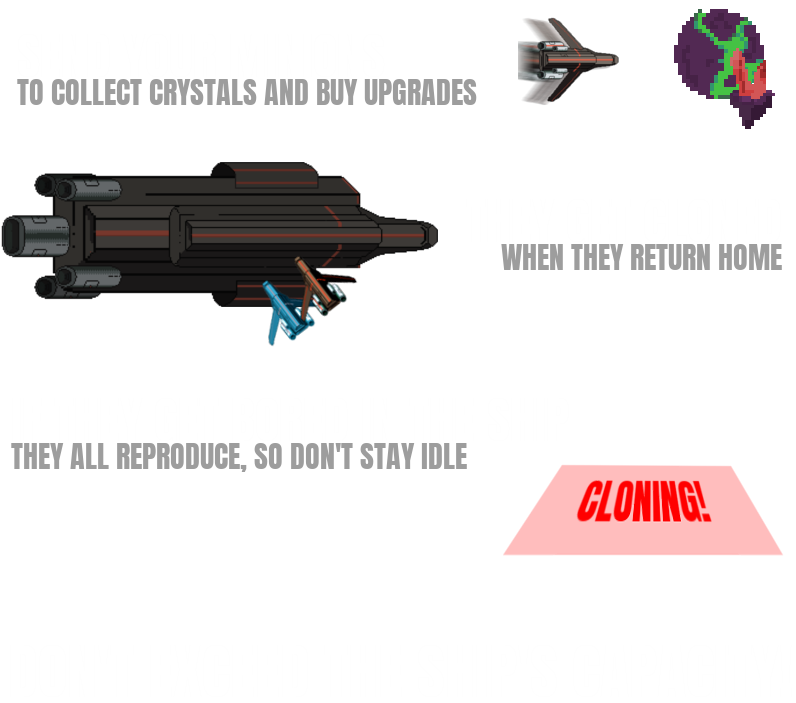 TO COLLECT CRYSTALS AND BUY UPGRADES
WHEN THEY RETURN HOME
THEY ALL REPRODUCE, SO DON'T STAY IDLE
CLONING!